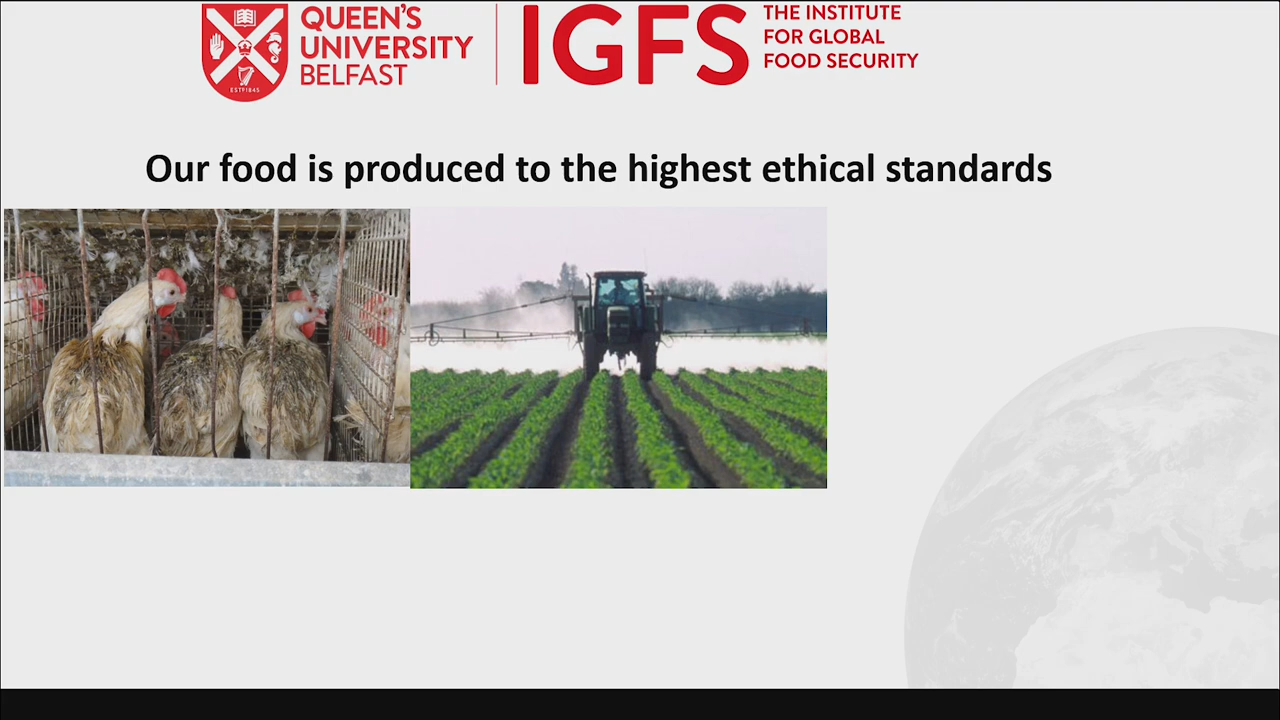 QUEEN'S
UNIVERSITY
BELFAST
ESTD1845
IGFS
THE INSTITUTE
FOR GLOBAL
FOOD SECURITY
Our food is produced to the highest ethical standards